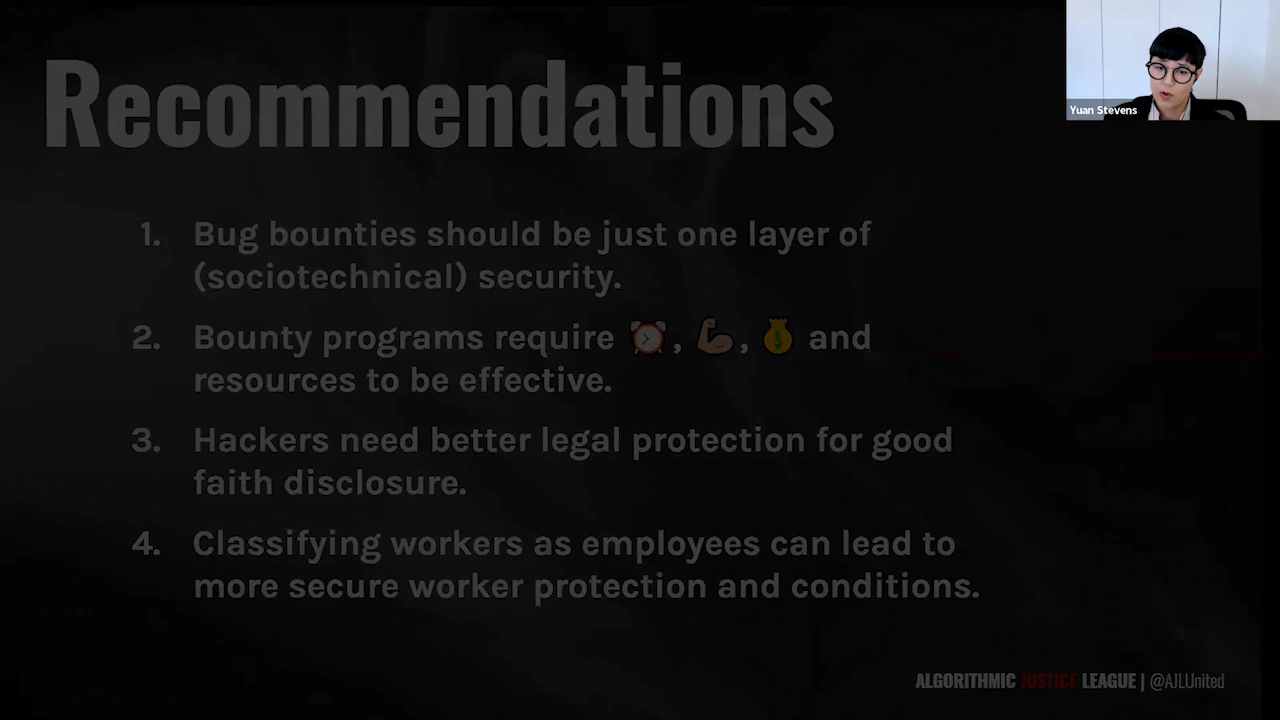 Recommendations
Yuan Stevens
1. Bug bounties should be just one layer of
(sociotechnical) security.
2. Bounty programs require ⏰, 💪, 💰 and
resources to be effective.
3. Hackers need better legal protection for good
faith disclosure.
4. Classifying workers as employees can lead to
more secure worker protection and conditions.
ALGORITHMIC JUSTICE LEAGUE | @AJLUnited